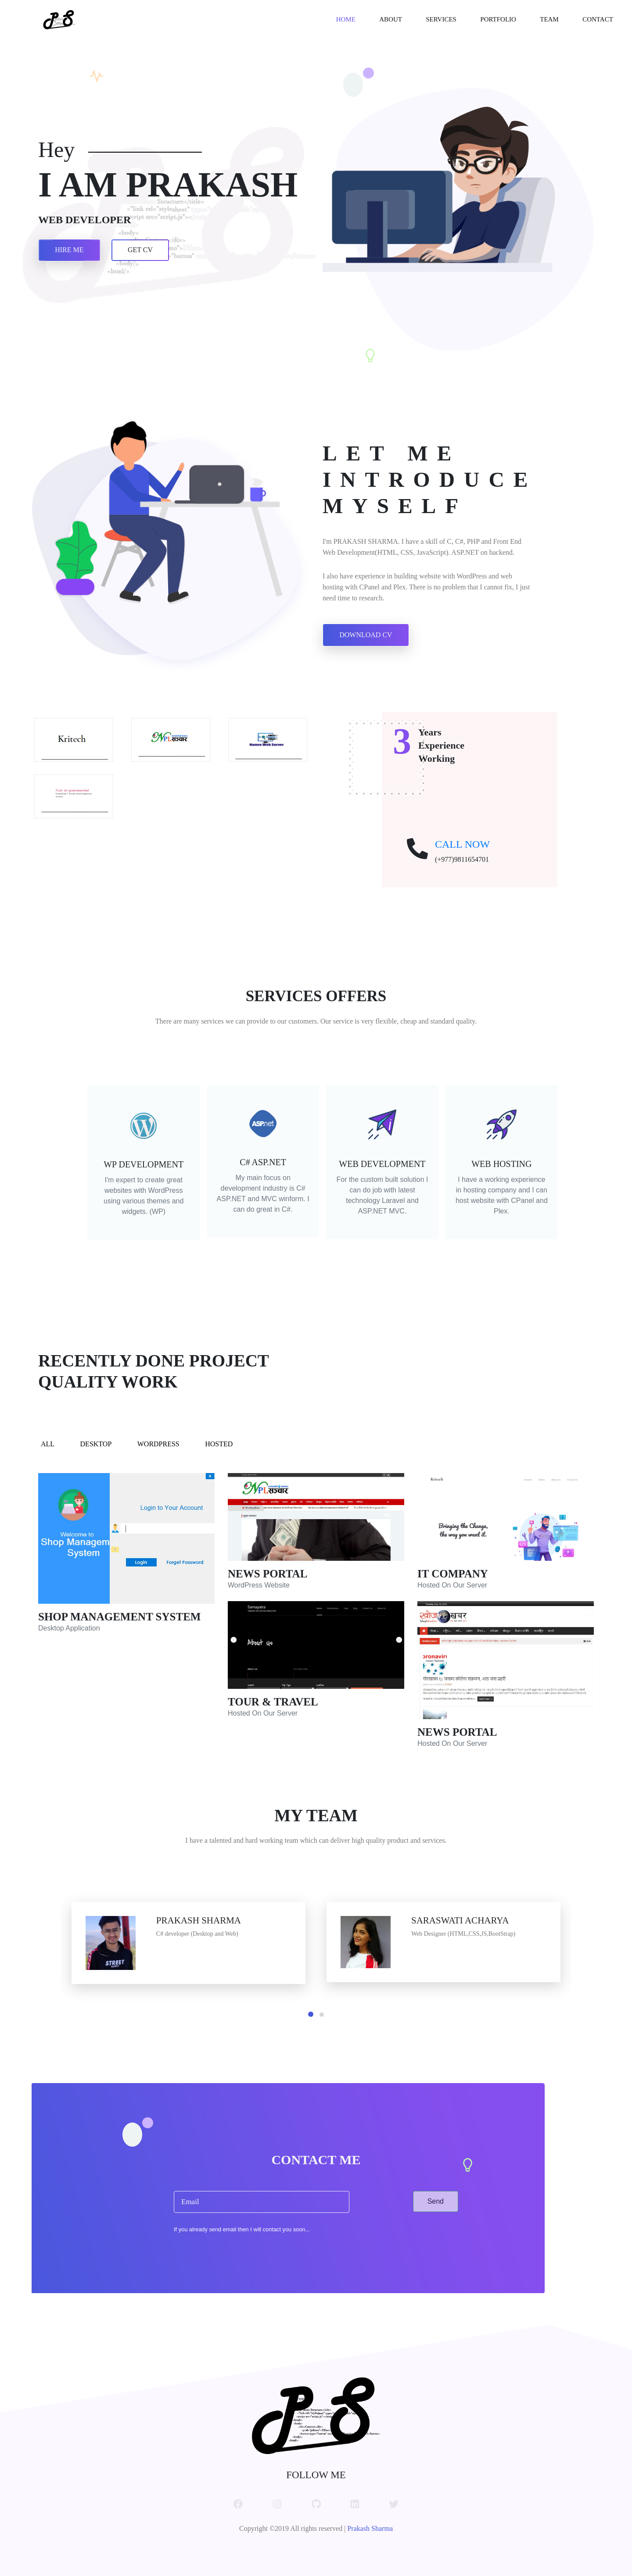 HOME ABOUT SERVICES PORTFOLIO TEAM CONTACT
Hey
I AM PRAKASH
WEB DEVELOPER
HIRE ME
GET CV
LET ME
INTRODUCE
MYSELF
I'm PRAKASH SHARMA. I have a skill of C, C#, PHP and Front End
Web Development(HTML, CSS, JavaScript). ASP.NET on backend.
I also have experience in building website with WordPress and web
hosting with CPanel and Plex. There is no problem that I cannot fix, I just
need time to research.
DOWNLOAD CV
Kritech
NPLसञ्चार
3
Years
Experience
Working
CALL NOW
(+977)9811654701
SERVICES OFFERS
There are many services we can provide to our customers. Our service is very flexible, cheap and standard quality.
WP DEVELOPMENT
I'm expert to create great
websites with WordPress
using various themes and
widgets. (WP)
ASP.net
C# ASP.NET
My main focus on
development industry is C#
ASP.NET and MVC winform. I
can do great in C#.
WEB DEVELOPMENT
For the custom built solution I
can do job with latest
technology Laravel and
ASP.NET MVC.
WEB HOSTING
I have a working experience
in hosting company and I can
host website with CPanel and
Plex.
RECENTLY DONE PROJECT
QUALITY WORK
ALL DESKTOP WORDPRESS HOSTED
Welcome to
Shop Managem
System
Login to Your Account
Login
Forget Password
SHOP MANAGEMENT SYSTEM
Desktop Application
NPLसञ्चार
NEWS PORTAL
WordPress Website
About us
TOUR & TRAVEL
Hosted On Our Server
Kritech
Bringing the Change,
the way you want it.
IT COMPANY
Hosted On Our Server
NEWS PORTAL
Hosted On Our Server
MY TEAM
I have a talented and hard working team which can deliver high quality product and services.
PRAKASH SHARMA
C# developer (Desktop and Web)
SARASWATI ACHARYA
Web Designer (HTML,CSS,JS,BootStrap)
CONTACT ME
Email
Send
If you already send email then I will contact you soon...
PS
FOLLOW ME
Copyright ©2019 All rights reserved | Prakash Sharma